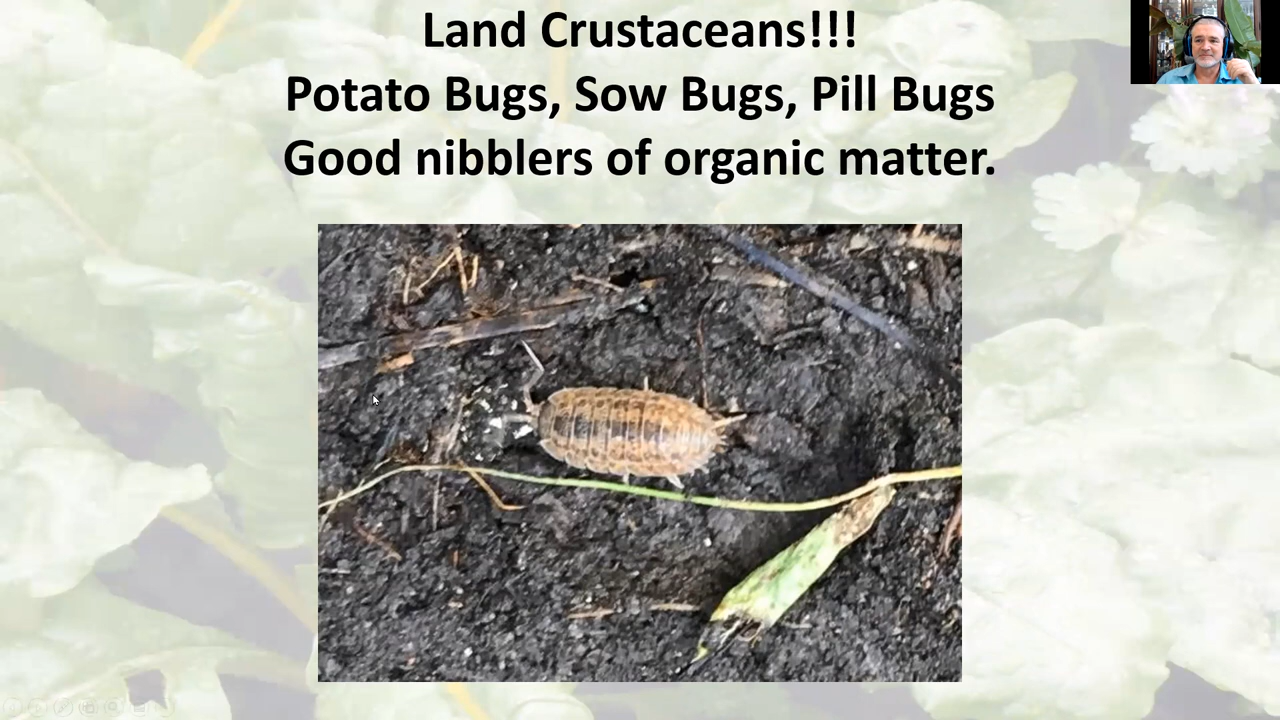 Land Crustaceans!!!
Potato Bugs, Sow Bugs, Pill Bugs
Good nibblers of organic matter.